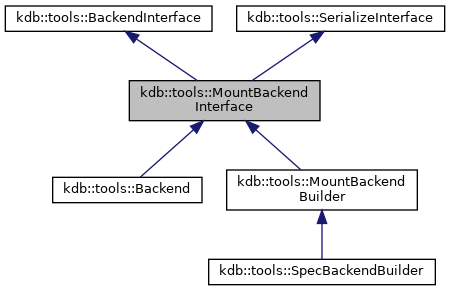 kdb::tools::BackendInterface
kdb::tools::SerializeInterface
kdb::tools::MountBackend
Interface
kdb::tools::Backend
kdb::tools::MountBackend
Builder
kdb::tools::SpecBackendBuilder